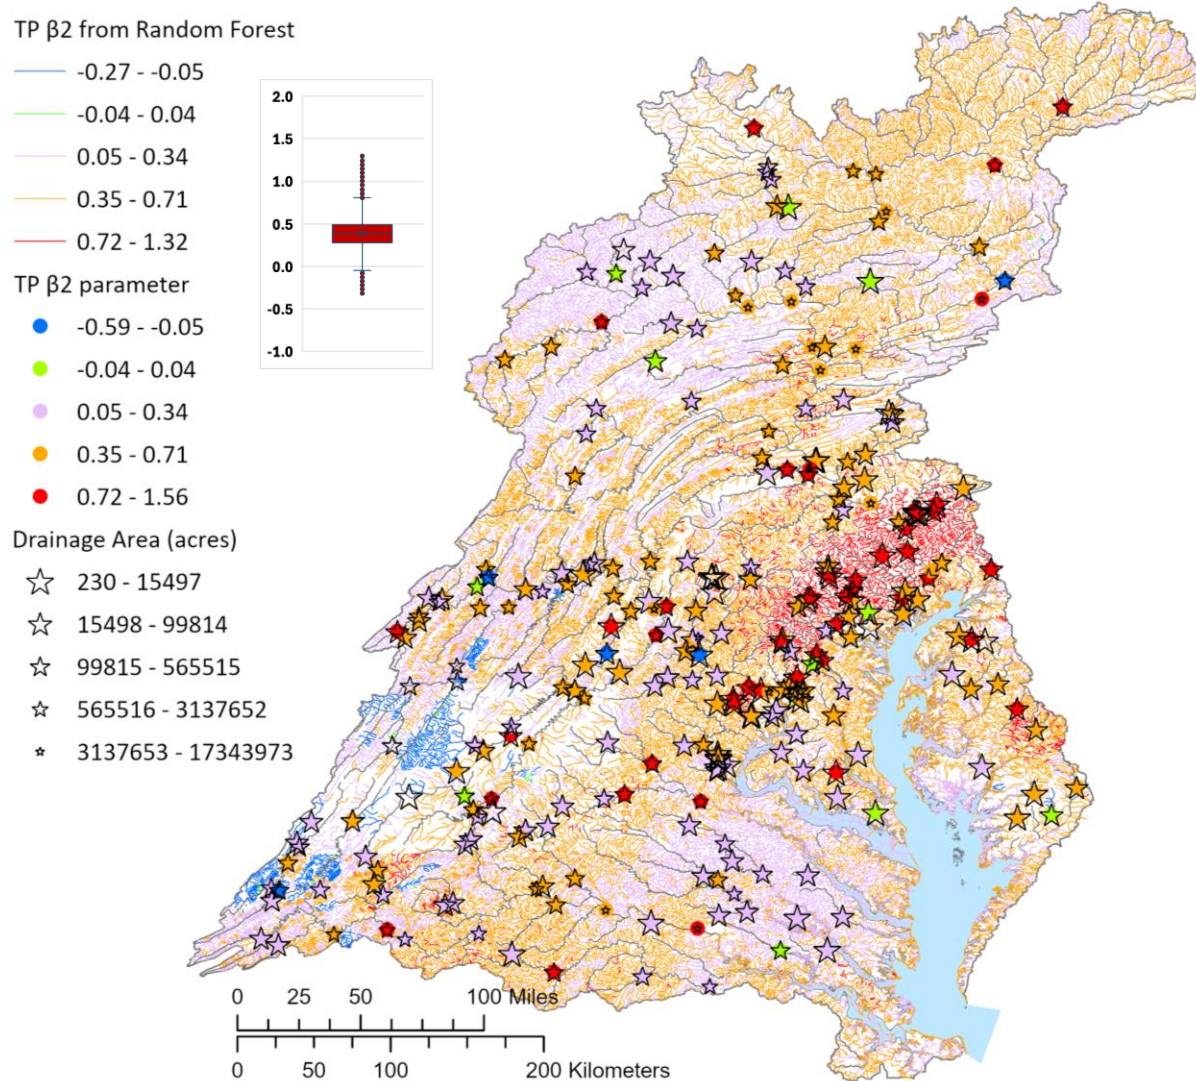 TP β2 from Random Forest
-0.27 - -0.05
-0.04 - 0.04
0.05 - 0.34
0.35 - 0.71
0.72 - 1.32
TP β2 parameter
-0.59 - -0.05
-0.04 - 0.04
0.05 - 0.34
0.35 - 0.71
0.72 - 1.56
Drainage Area (acres)
230 - 15497
15498 - 99814
99815 - 565515
565516 - 3137652
3137653 - 17343973
2.0
1.5
1.0
0.5
0.0
-0.5
-1.0
0 25 50 100 Miles
0 50 100 200 Kilometers